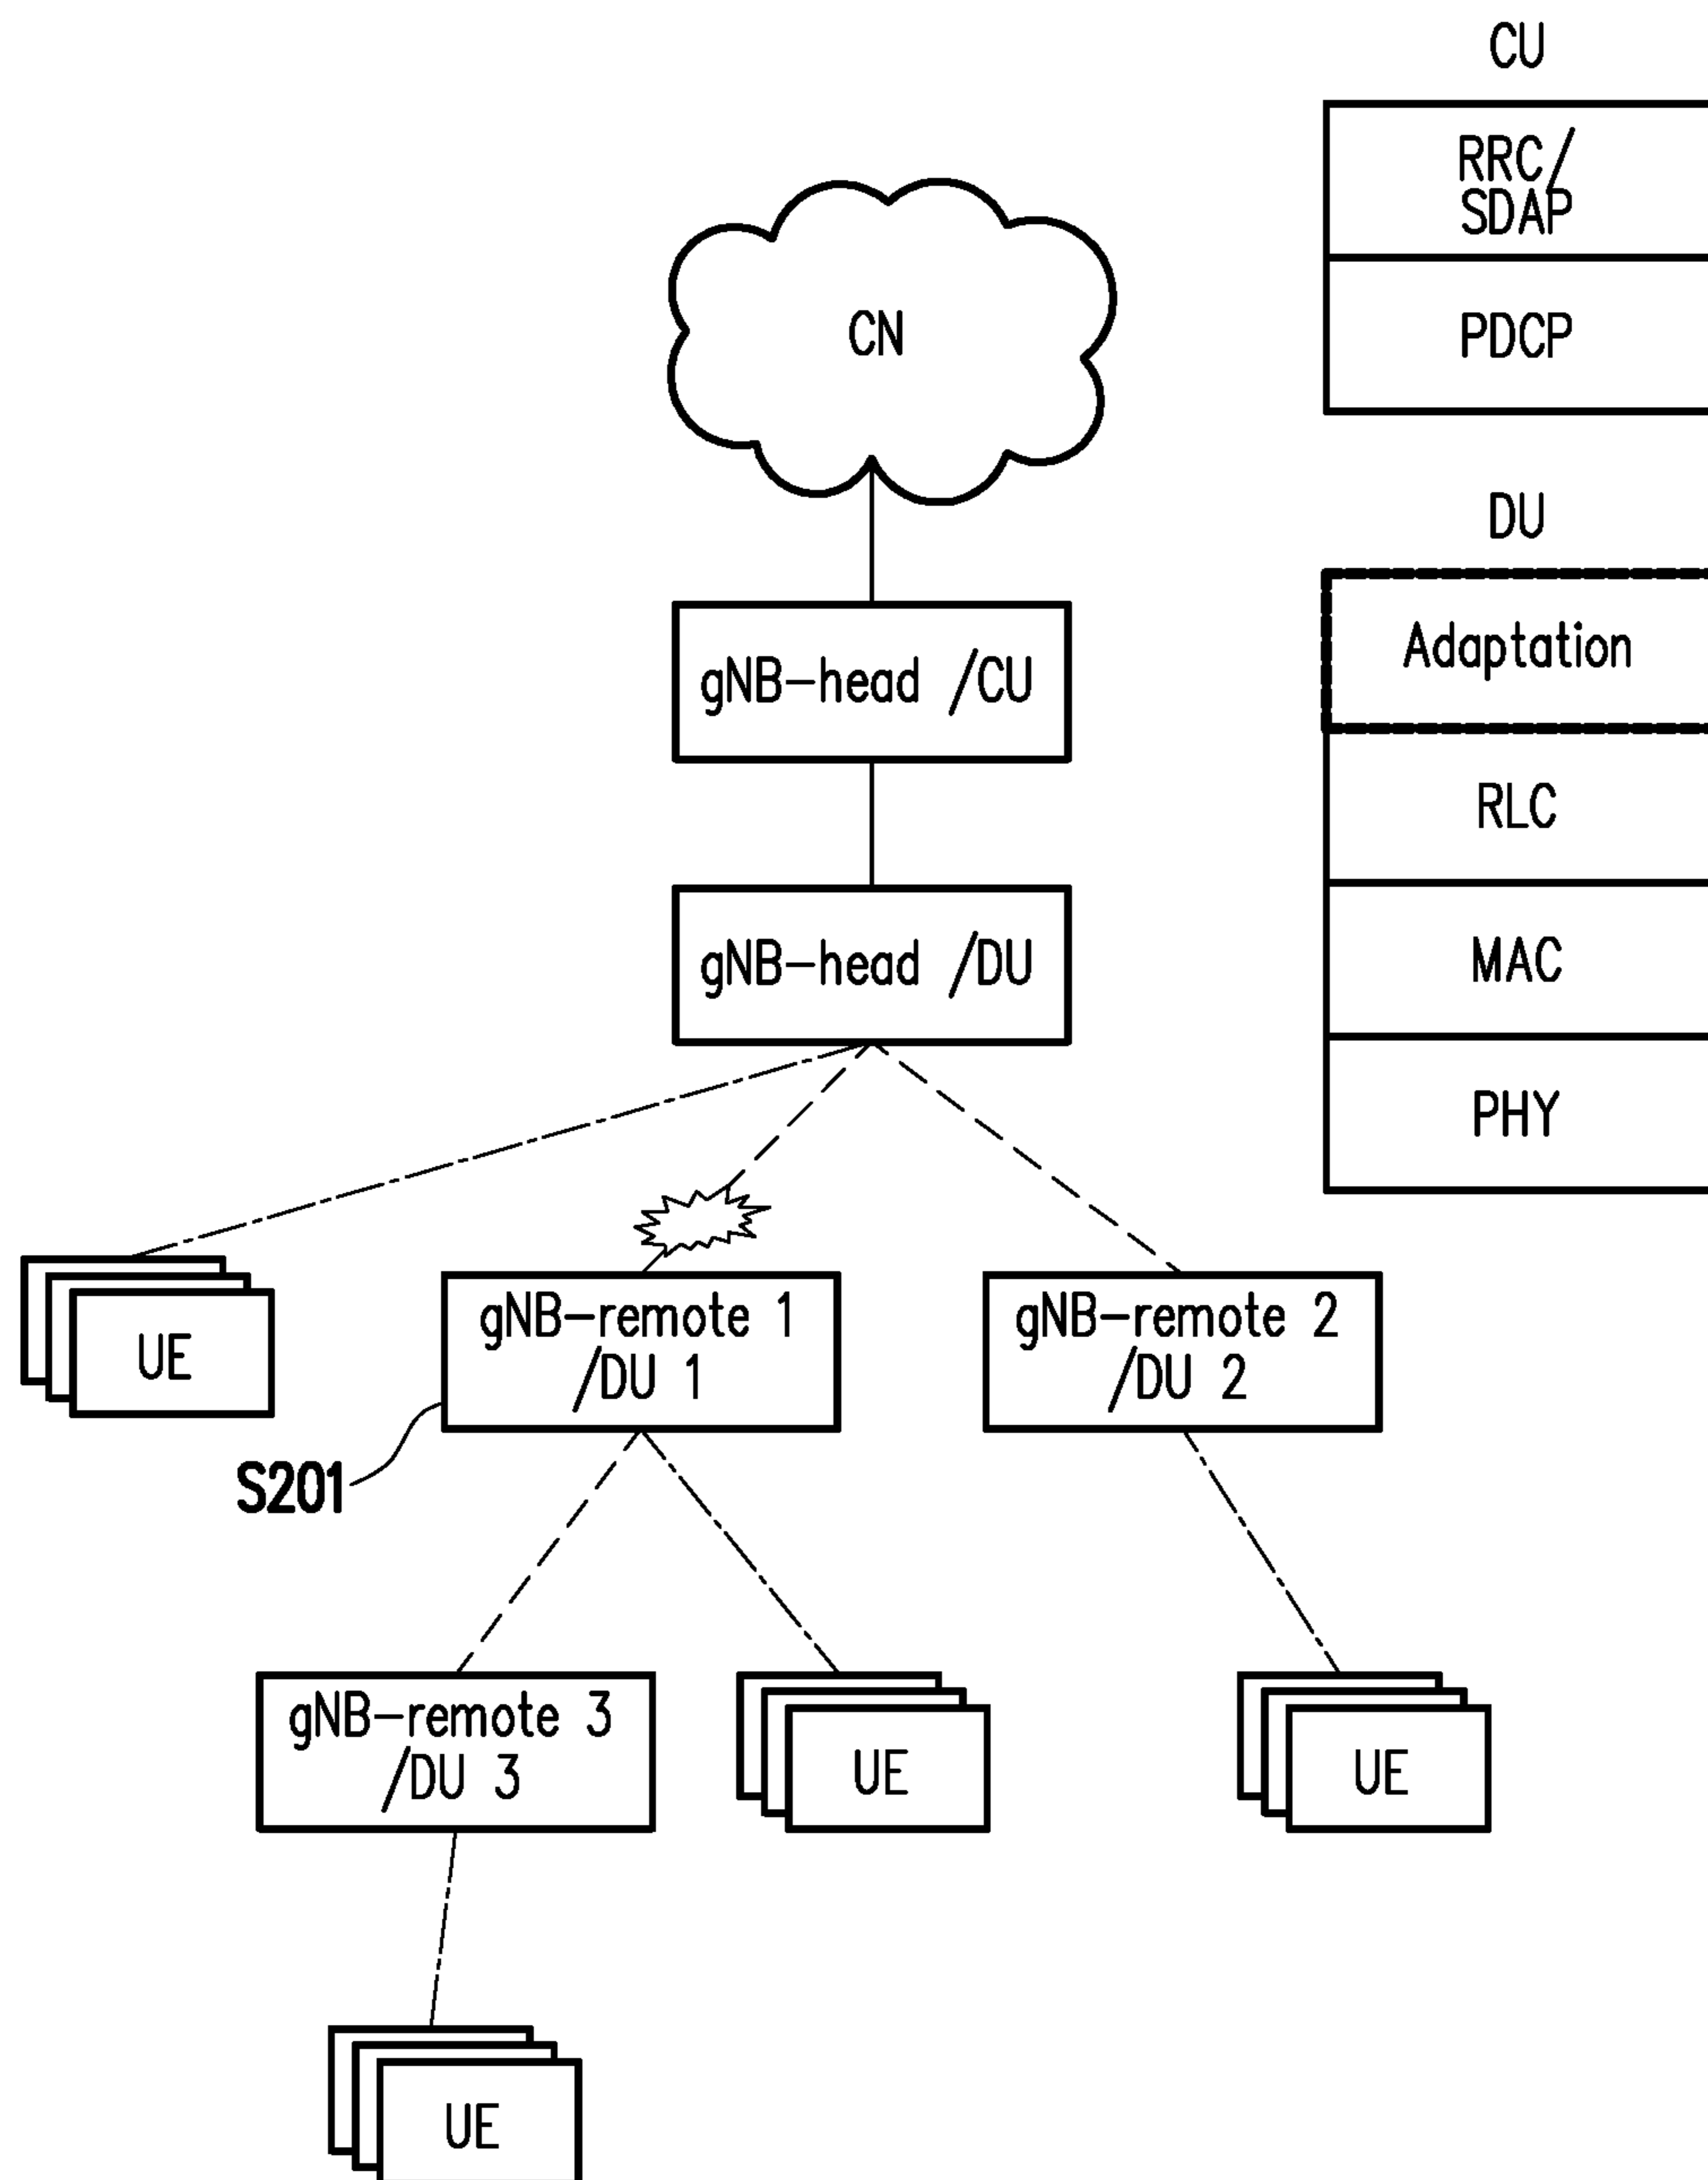 CU
RRC/
SDAP
PDCP
CN
DU
Adaptation
RLC
MAC
PHY
gNB-head /CU
gNB-head /DU
UE
gNB-remote 1
/DU 1
gNB-remote 2
/DU 2
S201
gNB-remote 3
/DU 3
UE
UE
UE